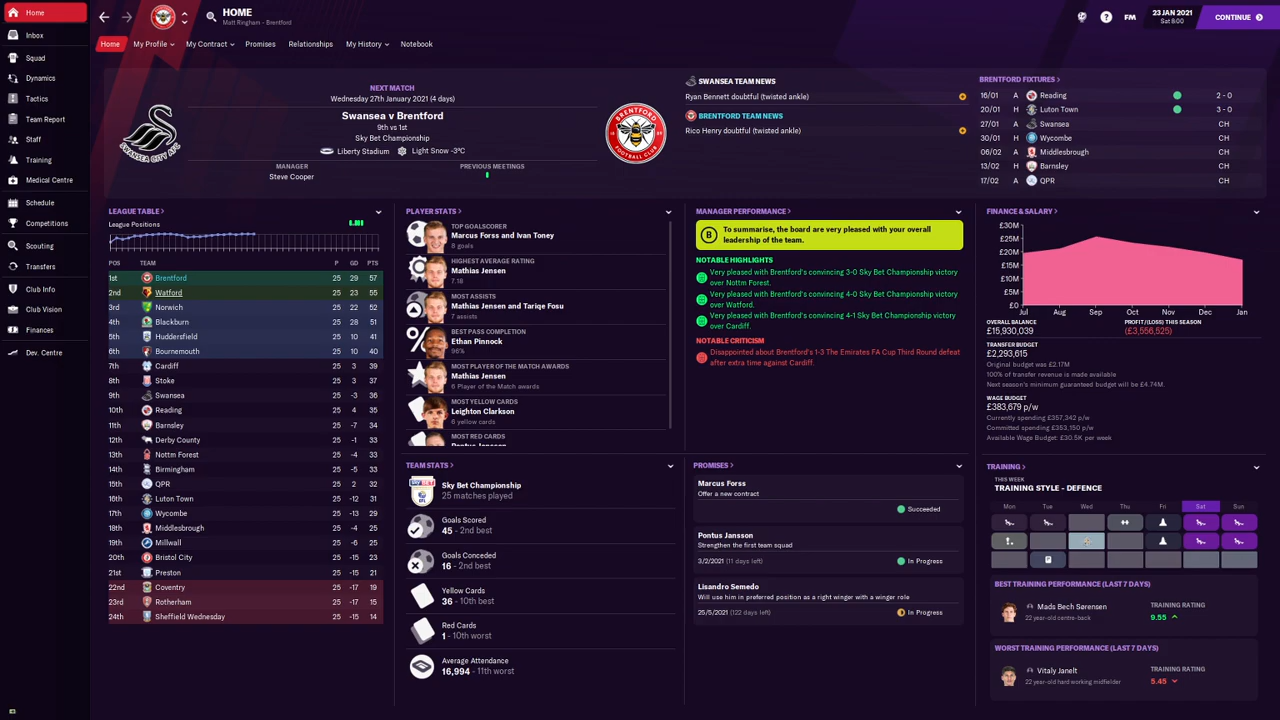 Home
Inbox
Squad
Dynamics
Tactics
Team Report
Staff
Training
Medical Centre
Schedule
Competitions
Scouting
Transfers
Club Info
Club Vision
Finances
Dev. Centre
HOME
Matt Ringham - Brentford
FM
23 JAN 2021
Sat 8:00
CONTINUE
Home
My Profile
My Contract
Promises
Relationships
My History
Notebook
NEXT MATCH
Wednesday 27th January 2021 (4 days)
Swansea v Brentford
9th vs 1st
Sky Bet Championship
Liberty Stadium
Light Snow -3°C
MANAGER
Steve Cooper
PREVIOUS MEETINGS
SWANSEA CITY AFC
BRENTFORD
FOOTBALL CLUB
SWANSEA TEAM NEWS
Ryan Bennett doubtful (twisted ankle)
BRENTFORD TEAM NEWS
Rico Henry doubtful (twisted ankle)
BRENTFORD FIXTURES >
16/01 A Reading 2 - 0
20/01 H Luton Town 3 - 0
27/01 A Swansea CH
30/01 H Wycombe CH
06/02 A Middlesbrough CH
13/02 H Barnsley CH
17/02 A QPR CH
LEAGUE TABLE >
League Positions
POS TEAM P GD PTS
1st Brentford 25 29 57
2nd Watford 25 23 55
3rd Norwich 25 22 52
4th Blackburn 25 28 51
5th Huddersfield 25 10 41
6th Bournemouth 25 10 40
7th Cardiff 25 3 39
8th Stoke 25 3 37
9th Swansea 25 -3 36
10th Reading 25 4 35
11th Barnsley 25 -7 34
12th Derby County 25 -1 33
13th Nottm Forest 25 -4 33
14th Birmingham 25 -5 33
15th QPR 25 2 32
16th Luton Town 25 -12 31
17th Wycombe 25 -13 29
18th Middlesbrough 25 -4 25
19th Millwall 25 -6 25
20th Bristol City 25 -15 23
21st Preston 25 -15 21
22nd Coventry 25 -17 19
23rd Rotherham 25 -17 15
24th Sheffield Wednesday 25 -15 14
PLAYER STATS >
TOP GOALSCORER
Marcus Forss and Ivan Toney
8 goals
HIGHEST AVERAGE RATING
Mathias Jensen
7.18
MOST ASSISTS
Mathias Jensen and Tariqe Fosu
7 assists
BEST PASS COMPLETION
Ethan Pinnock
96%
MOST PLAYER OF THE MATCH AWARDS
Mathias Jensen
6 Player of the Match awards
MOST YELLOW CARDS
Leighton Clarkson
6 yellow cards
MOST RED CARDS
Pontus Jansson
TEAM STATS >
Sky Bet Championship
25 matches played
Goals Scored
45 - 2nd best
Goals Conceded
16 - 2nd best
Yellow Cards
36 - 10th best
Red Cards
1 - 10th worst
Average Attendance
16,994 - 11th worst
MANAGER PERFORMANCE >
B
To summarise, the board are very pleased with your overall
leadership of the team.
NOTABLE HIGHLIGHTS
Very pleased with Brentford's convincing 3-0 Sky Bet Championship victory
over Nottm Forest.
Very pleased with Brentford's convincing 4-0 Sky Bet Championship victory
over Watford.
Very pleased with Brentford's convincing 4-1 Sky Bet Championship victory
over Cardiff.
NOTABLE CRITICISM
Disappointed about Brentford's 1-3 The Emirates FA Cup Third Round defeat
after extra time against Cardiff.
PROMISES >
Marcus Forss
Offer a new contract
Succeeded
Pontus Jansson
Strengthen the first team squad
3/2/2021 (11 days left)
In Progress
Lisandro Semedo
Will use him in preferred position as a right winger with a winger role
25/5/2021 (122 days left)
In Progress
FINANCE & SALARY >
£30M
£25M
£20M
£15M
£10M
£5M
£0
Jul Aug Sep Oct Nov Dec Jan
OVERALL BALANCE
£15,930,039
PROFIT/(LOSS) THIS SEASON
(£3,556,525)
TRANSFER BUDGET
£2,293,615
Original budget was £2.17M
100% of transfer revenue is made available
Next season's minimum guaranteed budget will be £4.74M.
WAGE BUDGET
£383,679 p/w
Currently spending £357,342 p/w
Committed spending £353,150 p/w
Available Wage Budget: £30.5K per week
TRAINING >
THIS WEEK
TRAINING STYLE - DEFENCE
Mon Tue Wed Thu Fri Sat Sun
BEST TRAINING PERFORMANCE (LAST 7 DAYS)
Mads Bech Sørensen
22 year-old centre-back
TRAINING RATING
9.55
WORST TRAINING PERFORMANCE (LAST 7 DAYS)
Vitaly Janelt
22 year-old hard working midfielder
TRAINING RATING
5.45